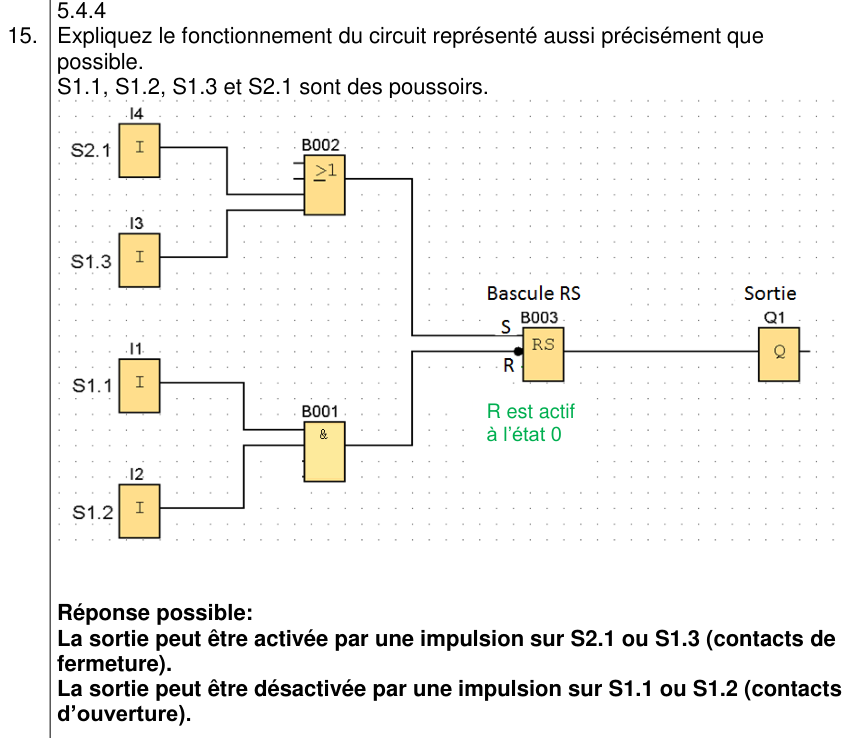 5.4.4
15. Expliquez le fonctionnement du circuit représenté aussi précisément que
possible.
S1.1, S1.2, S1.3 et S2.1 sont des poussoirs.
I4
S2.1 I
B002
≥1
I3
S1.3 I
Bascule RS Sortie
S B003 Q1
RS Q
R
I1
S1.1 I
R est actif
à l'état 0
B001
&
I2
S1.2 I
Réponse possible:
La sortie peut être activée par une impulsion sur S2.1 ou S1.3 (contacts de
fermeture).
La sortie peut être désactivée par une impulsion sur S1.1 ou S1.2 (contacts
d'ouverture).